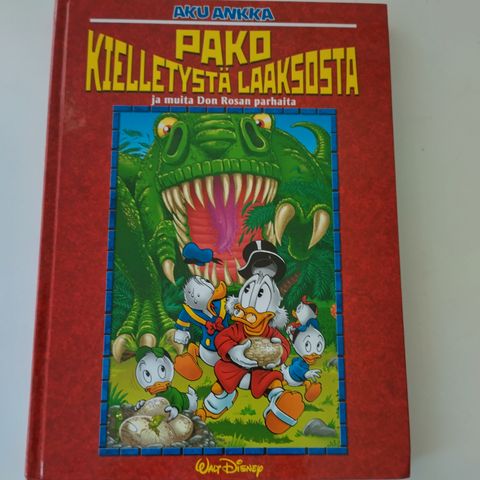 AKU ANKKA
PAKO
KIELLETYSTÄ LAAKSOSTA
ja muita Don Rosan parhaita
WALT DISNEY